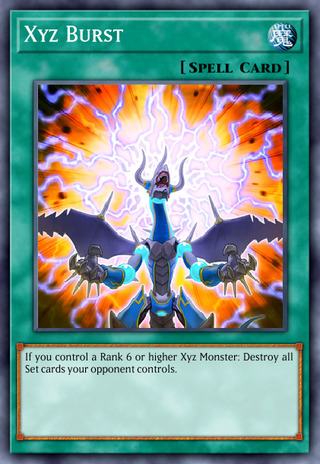 Xyz Burst
魔
[Spell Card]
If you control a Rank 6 or higher Xyz Monster: Destroy all
Set cards your opponent controls.